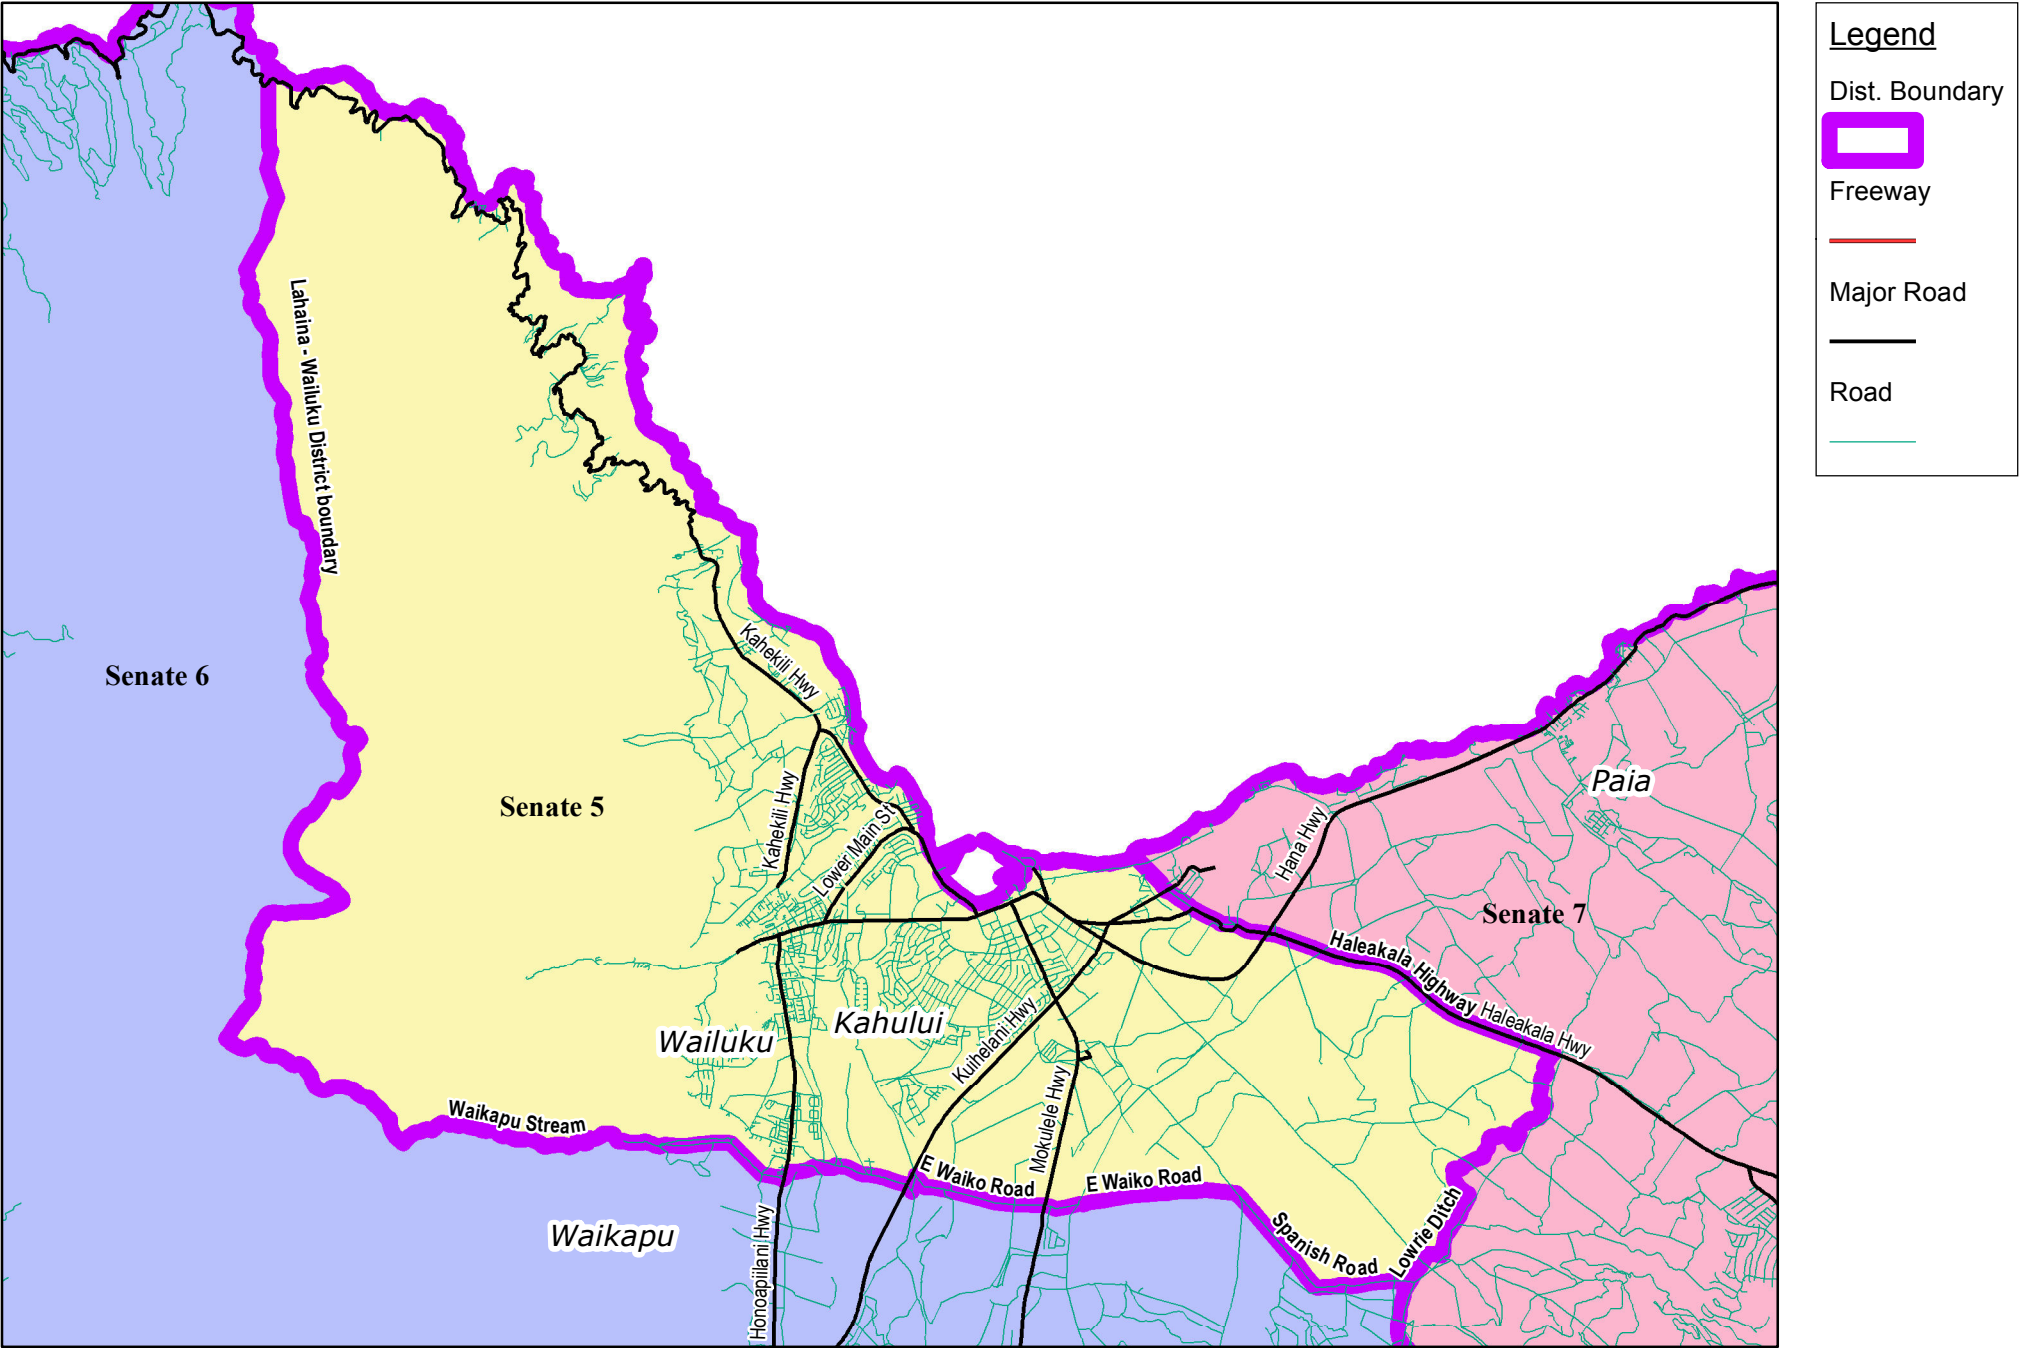 Legend
Dist. Boundary
Freeway
Major Road
Road
Lahaina - Wailuku District boundary
Senate 6
Senate 5
Kahekili Hwy
Kahekili Hwy
Lower Main St
Hana Hwy
Paia
Senate 7
Haleakala Highway
Haleakala Hwy
Wailuku
Kahului
Kuihelani Hwy
Mokulele Hwy
Waikapu Stream
E Waiko Road
E Waiko Road
Spanish Road
Lowrie Ditch
Waikapu
Honoapiilani Hwy